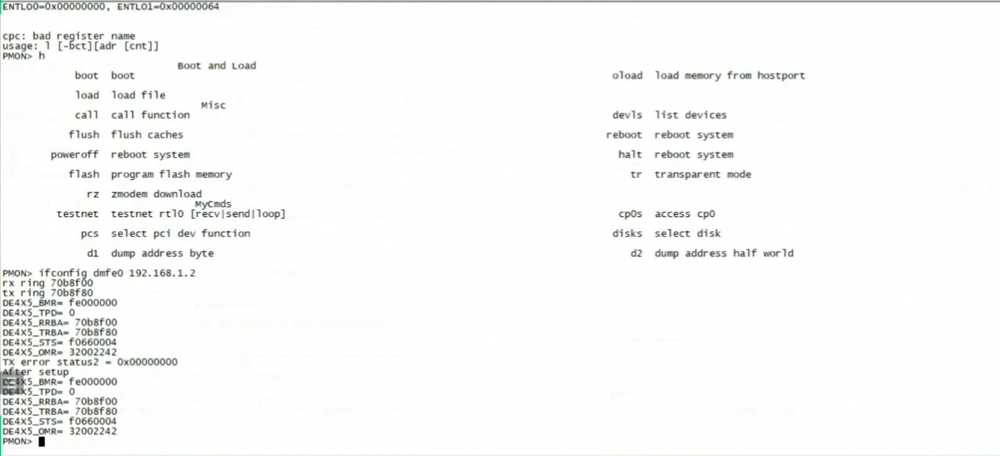 ENTLO0=0x00000000, ENTLO1=0x00000064
cpc: bad register name
usage: l [-bct][adr [cnt]]
PMON> h
Boot and Load
boot boot oload load memory from hostport
load load file
Misc
call call function devls list devices
flush flush caches reboot reboot system
poweroff reboot system halt reboot system
flash program flash memory tr transparent mode
rz zmodem download
MyCmds
testnet testnet rtl0 [recv|send|loop] cp0s access cp0
pcs select pci dev function disks select disk
d1 dump address byte d2 dump address half world
PMON> ifconfig dmfe0 192.168.1.2
rx ring 70b8f00
tx ring 70b8f80
DE4X5_BMR= fe000000
DE4X5_TPD= 0
DE4X5_RRBA= 70b8f00
DE4X5_TRBA= 70b8f80
DE4X5_STS= f0660004
DE4X5_OMR= 32002242
TX error status2 = 0x00000000
After setup
DE4X5_BMR= fe000000
DE4X5_TPD= 0
DE4X5_RRBA= 70b8f00
DE4X5_TRBA= 70b8f80
DE4X5_STS= f0660004
DE4X5_OMR= 32002242
PMON>